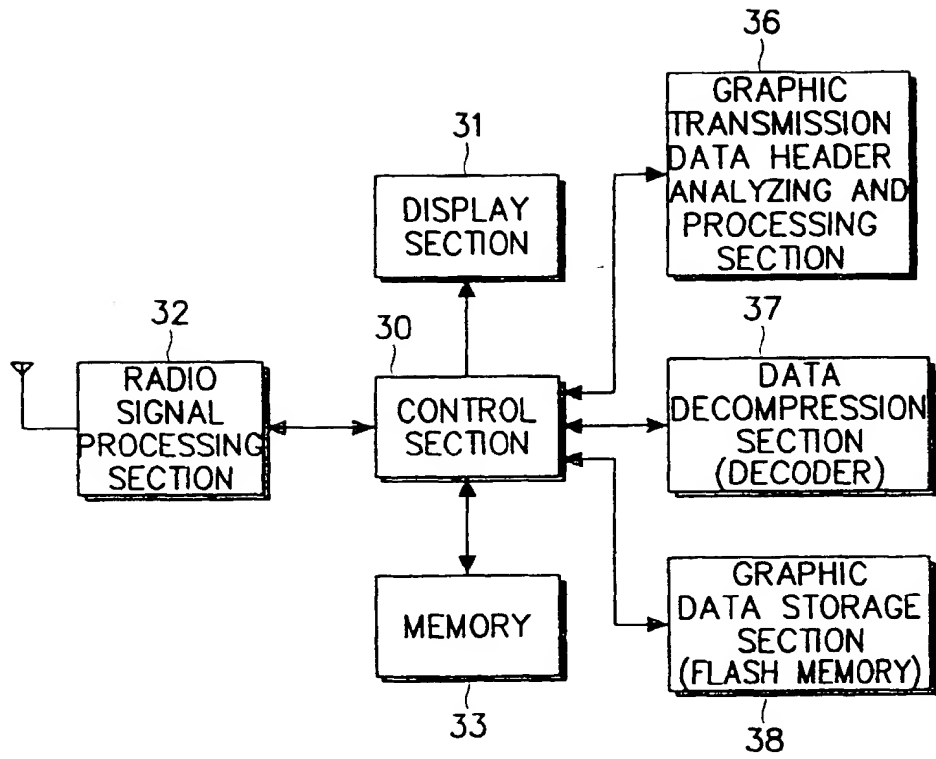 36
GRAPHIC
TRANSMISSION
DATA HEADER
ANALYZING AND
PROCESSING
SECTION
31
DISPLAY
SECTION
32
RADIO
SIGNAL
PROCESSING
SECTION
30
CONTROL
SECTION
37
DATA
DECOMPRESSION
SECTION
(DECODER)
MEMORY
33
GRAPHIC
DATA STORAGE
SECTION
(FLASH MEMORY)
38